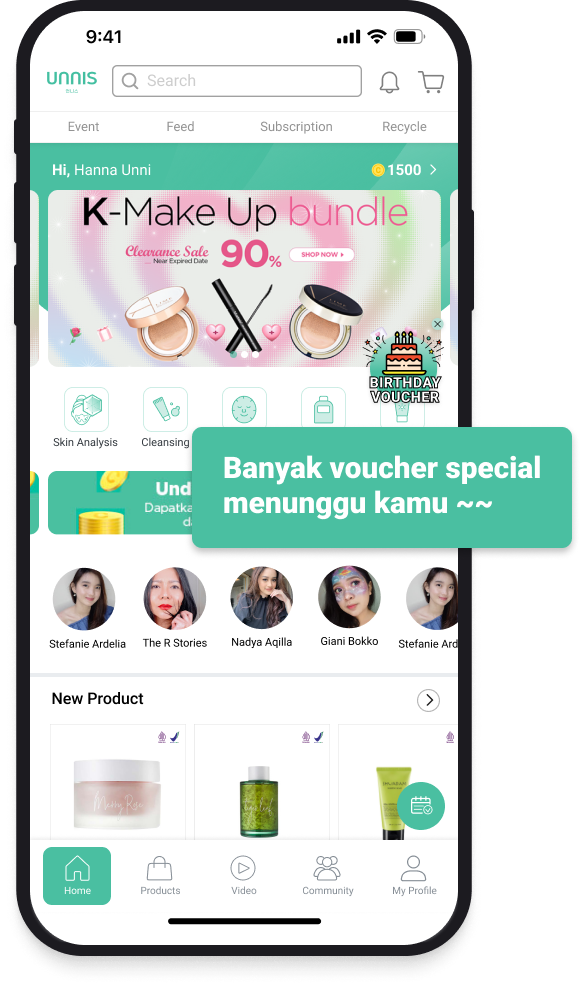 9:41
UNNIS
Search
Event Feed Subscription Recycle
Hi, Hanna Unni
1500
K-Make Up bundle
Clearance Sale
Near Expired Date
90%
SHOP NOW
BIRTHDAY
VOUCHER
Skin Analysis Cleansing
Banyak voucher special
menunggu kamu ~~
Und
Dapatka
da
Stefanie Ardelia The R Stories Nadya Aqilla Giani Bokko Stefanie Ard
New Product
Home Products Video Community My Profile